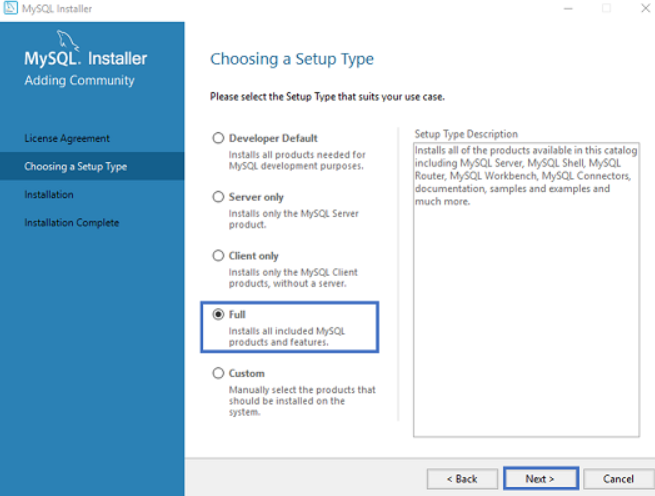 MySQL Installer
MySQL. Installer
Adding Community
License Agreement
Choosing a Setup Type
Installation
Installation Complete
Choosing a Setup Type
Please select the Setup Type that suits your use case.
Developer Default
Installs all products needed for
MySQL development purposes.
Server only
Installs only the MySQL Server
product.
Client only
Installs only the MySQL Client
products, without a server.
Full
Installs all included MySQL
products and features.
Custom
Manually select the products that
should be installed on the
system.
Setup Type Description
Installs all of the products available in this catalog
including MySQL Server, MySQL Shell, MySQL
Router, MySQL Workbench, MySQL Connectors,
documentation, samples and examples and
much more.
< Back
Next >
Cancel